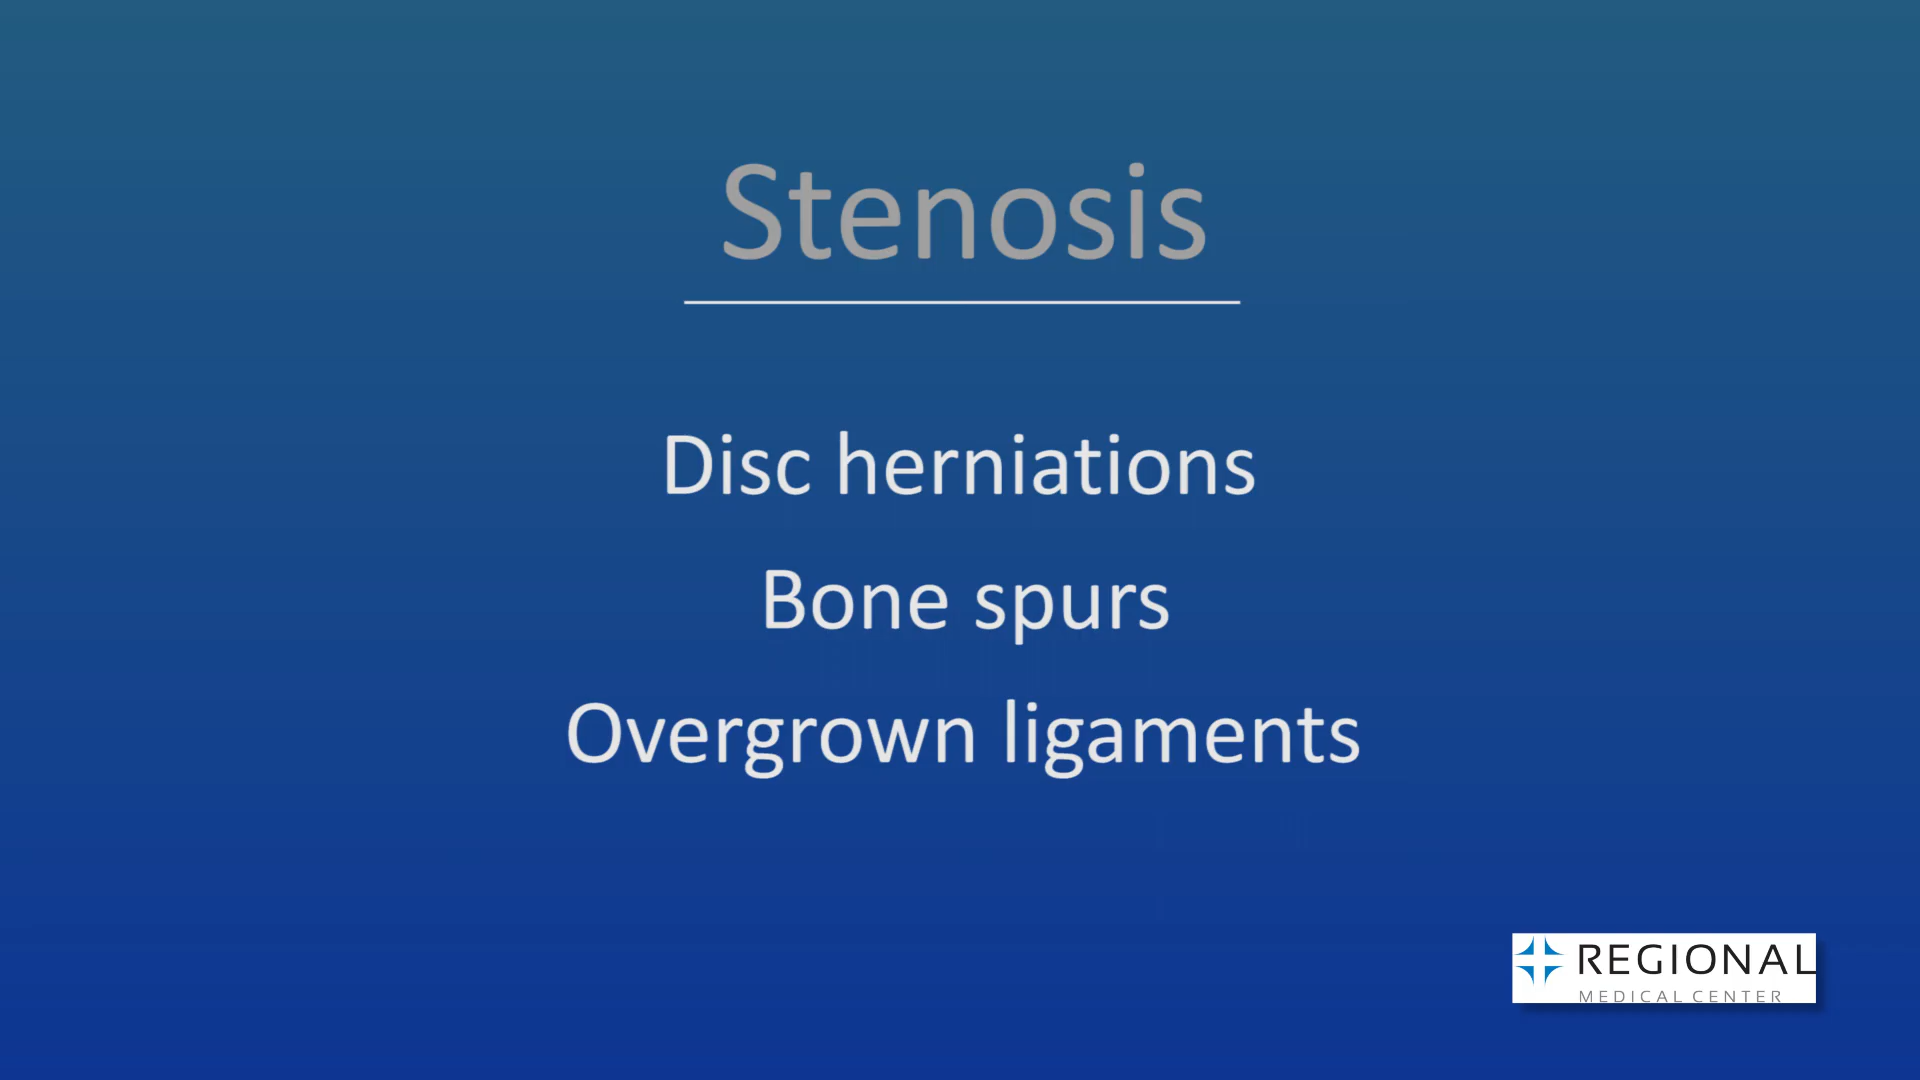 Stenosis
Disc herniations
Bone spurs
Overgrown ligaments
REGIONAL
MEDICAL CENTER